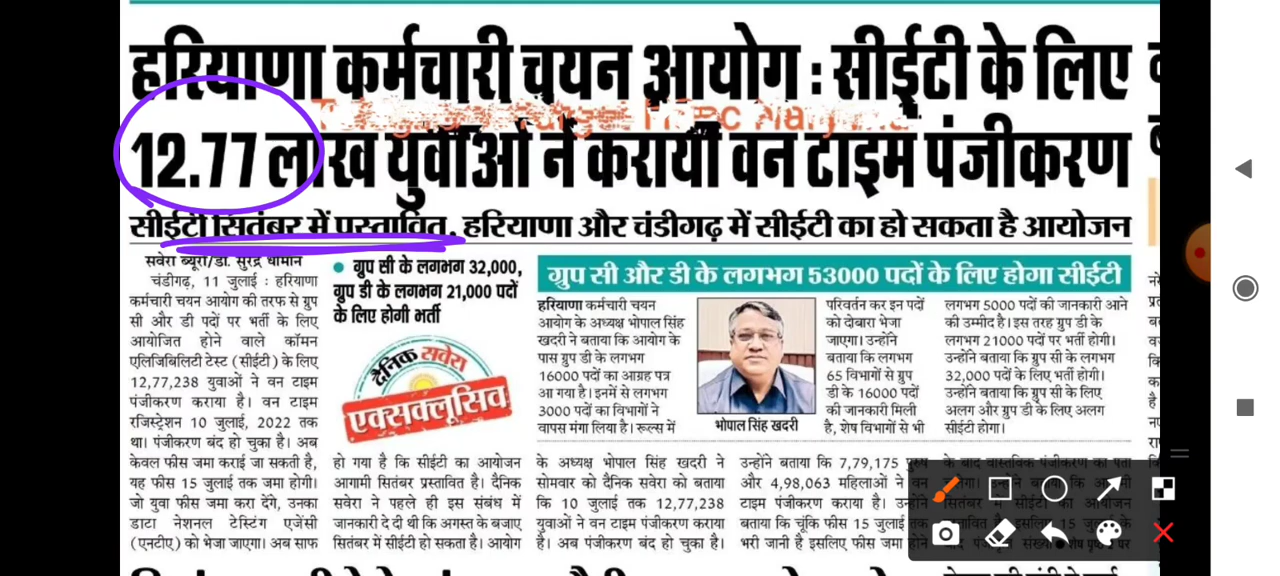 हरियाणा कर्मचारी चयन आयोग : सीईटी के लिए
12.77 लाख युवाओं ने कराया वन टाइम पंजीकरण
सीईटी सितंबर में प्रस्तावित, हरियाणा और चंडीगढ़ में सीईटी का हो सकता है आयोजन
सवेरा ब्यूरो/डॉ. सुरेंद्र धीमान
चंडीगढ़, 11 जुलाई : हरियाणा
कर्मचारी चयन आयोग की तरफ से ग्रुप
सी और डी पदों पर भर्ती के लिए
आयोजित होने वाले कॉमन
एलिजिबिलिटी टेस्ट (सीईटी) के लिए
12,77,238 युवाओं ने वन टाइम
पंजीकरण कराया है। वन टाइम
रजिस्ट्रेशन 10 जुलाई, 2022 तक
था। पंजीकरण बंद हो चुका है। अब
केवल फीस जमा कराई जा सकती है,
यह फीस 15 जुलाई तक जमा होगी।
जो युवा फीस जमा करा देंगे, उनका
डाटा नेशनल टेस्टिंग एजेंसी
(एनटीए) को भेजा जाएगा। अब साफ
ग्रुप सी के लगभग 32,000,
ग्रुप डी के लगभग 21,000 पदों
के लिए होगी भर्ती
दैनिक सवेरा
एक्सक्लूसिव
हो गया है कि सीईटी का आयोजन
आगामी सितंबर प्रस्तावित है। दैनिक
सवेरा ने पहले ही इस संबंध में
जानकारी दे दी थी कि अगस्त के बजाए
सितंबर में सीईटी हो सकता है। आयोग
ग्रुप सी और डी के लगभग 53000 पदों के लिए होगा सीईटी
हरियाणा कर्मचारी चयन
आयोग के अध्यक्ष भोपाल सिंह
खदरी ने बताया कि आयोग के
पास ग्रुप डी के लगभग
16000 पदों का आग्रह पत्र
आ गया है। इनमें से लगभग
3000 पदों का विभागों ने
वापस मंगा लिया है। रूल्स में
भोपाल सिंह खदरी
परिवर्तन कर इन पदों
को दोबारा भेजा
जाएगा। उन्होंने
बताया कि लगभग
65 विभागों से ग्रुप
डी के 16000 पदों
की जानकारी मिली
है, शेष विभागों से भी
लगभग 5000 पदों की जानकारी आने
की उम्मीद है। इस तरह ग्रुप डी के
लगभग 21000 पदों पर भर्ती होगी।
उन्होंने बताया कि ग्रुप सी के लगभग
32,000 पदों के लिए भर्ती होगी।
उन्होंने बताया कि ग्रुप सी के लिए
अलग और ग्रुप डी के लिए अलग
सीईटी होगा।
के अध्यक्ष भोपाल सिंह खदरी ने
सोमवार को दैनिक सवेरा को बताया
कि 10 जुलाई तक 12,77,238
युवाओं ने वन टाइम पंजीकरण कराया
है। अब पंजीकरण बंद हो चुका है।
उन्होंने बताया कि 7,79,175 पुरुष
और 4,98,063 महिलाओं ने वन
टाइम पंजीकरण कराया है। उन्होंने
बताया कि चूंकि फीस 15 जुलाई तक
भरी जानी है इसलिए फीस जमा होने
के बाद वास्तविक पंजीकरण का पता